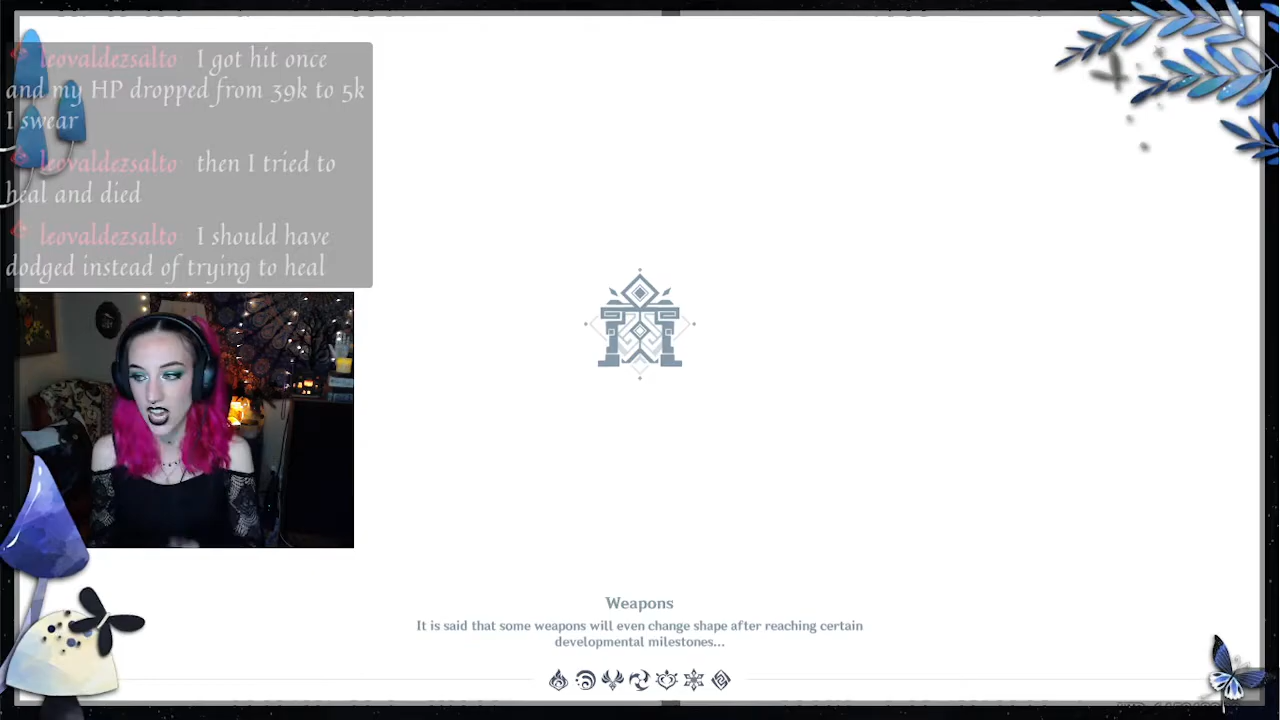 leovaldezsalto I got hit once
and my HP dropped from 39k to 5k
I swear
leovaldezsalto then I tried to
heal and died
leovaldezsalto I should have
dodged instead of trying to heal
Weapons
It is said that some weapons will even change shape after reaching certain
developmental milestones...